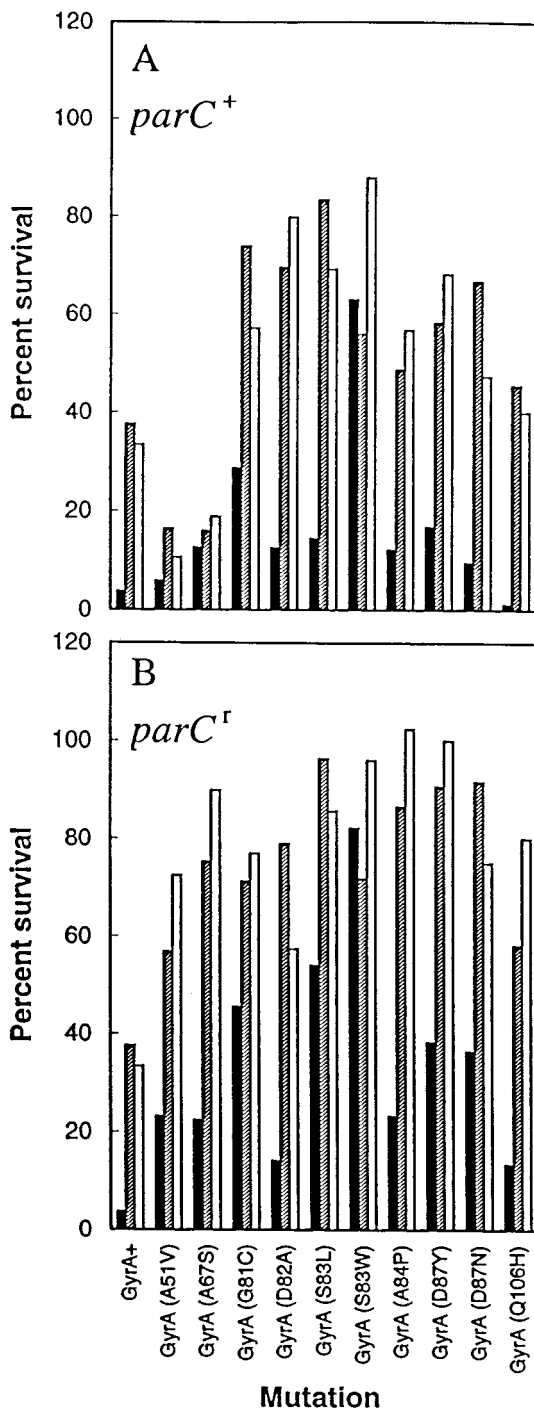 120
A
parC+
100
80
60
40
20
0
Percent survival
120
B
parCr
100
80
60
40
20
0
Percent survival
GyrA+
GyrA (A51V)
GyrA (A67S)
GyrA (G81C)
GyrA (D82A)
GyrA (S83L)
GyrA (S83W)
GyrA (A84P)
GyrA (D87Y)
GyrA (D87N)
GyrA (Q106H)
Mutation